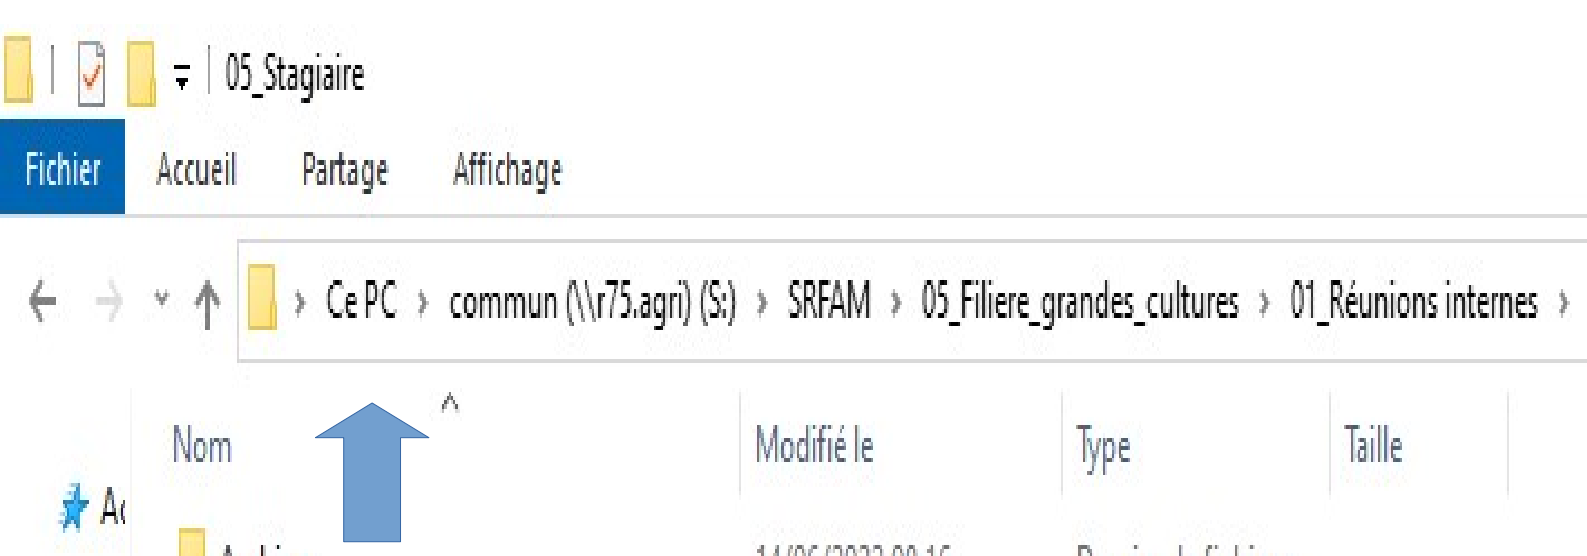 05_Stagiaire
Fichier Accueil Partage Affichage
Ce PC › commun (\\r75.agri) (S:) › SRFAM › 05_Filiere_grandes_cultures › 01_Réunions internes ›
Nom Modifié le Type Taille